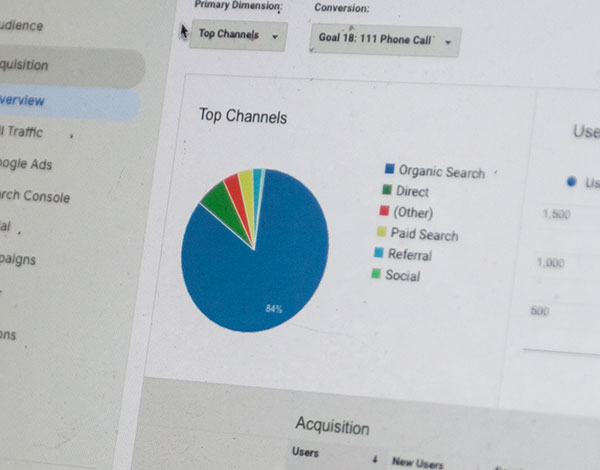 Primary Dimension:
Conversion:
Top Channels
Goal 18: 111 Phone Call
udience
quisition
verview
l Traffic
ogle Ads
rch Console
al
paigns
ons
Top Channels
84%
Organic Search
Direct
(Other)
Paid Search
Referral
Social
Use
Us
1,500
1,000
500
Acquisition
Users
New Users